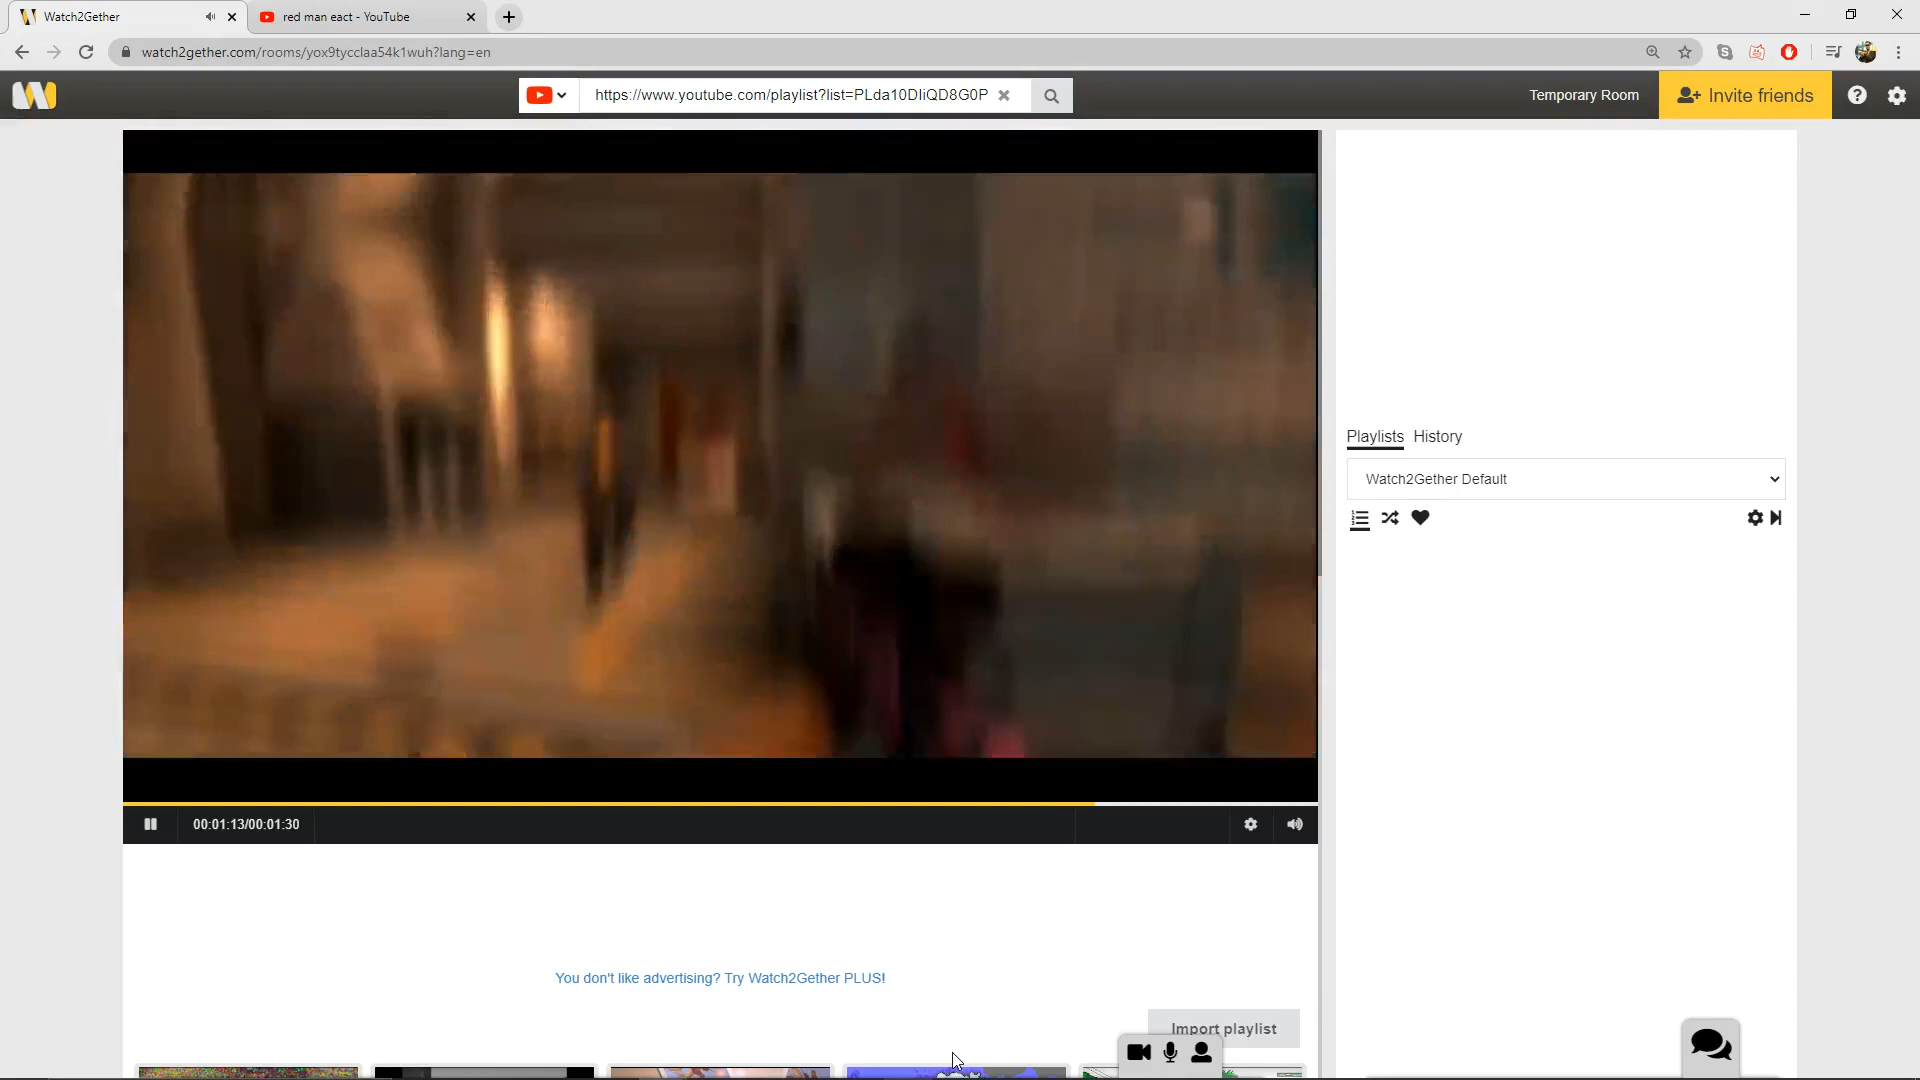 Watch2Gether
red man eact - YouTube
watch2gether.com/rooms/yox9tycclaa54k1wuh?lang=en
https://www.youtube.com/playlist?list=PLda10DIiQD8G0P
Temporary Room
Invite friends
Playlists History
Watch2Gether Default
00:01:13/00:01:30
You don't like advertising? Try Watch2Gether PLUS!
Import playlist